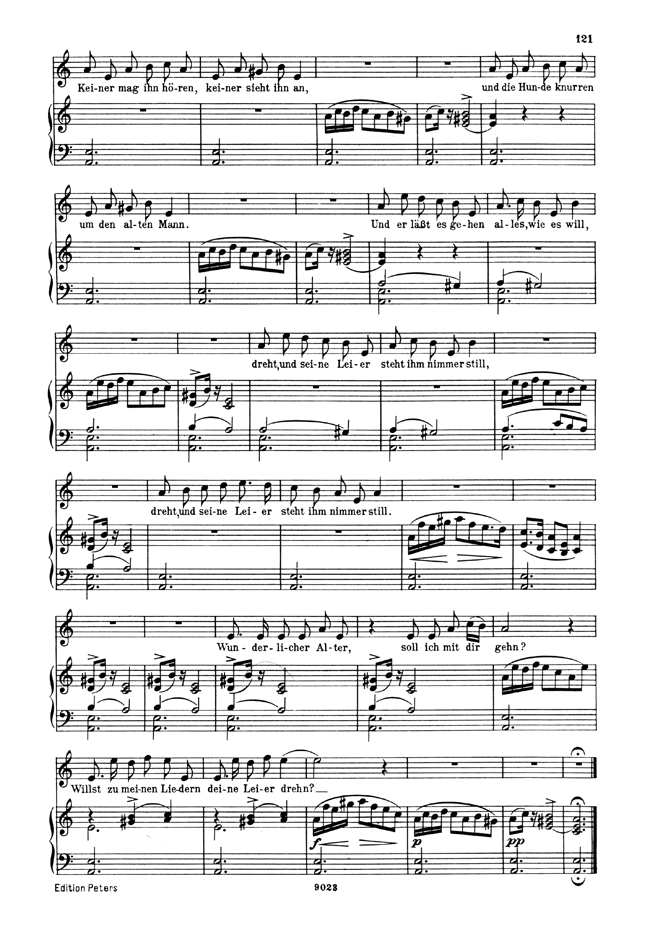 121
Kei-ner mag ihn hö-ren, kei-ner sieht ihn an, und die Hun-de knurren
um den al-ten Mann. Und er läßt es ge-hen al-les, wie es will,
dreht, und sei-ne Lei-er steht ihm nimmer still,
dreht, und sei-ne Lei-er steht ihm nimmer still.
Wun-der-licher Al-ter, soll ich mit dir gehn?
Willst zu mei-nen Lie-dern dei-ne Lei-er drehn?
f p pp
Edition Peters 9023